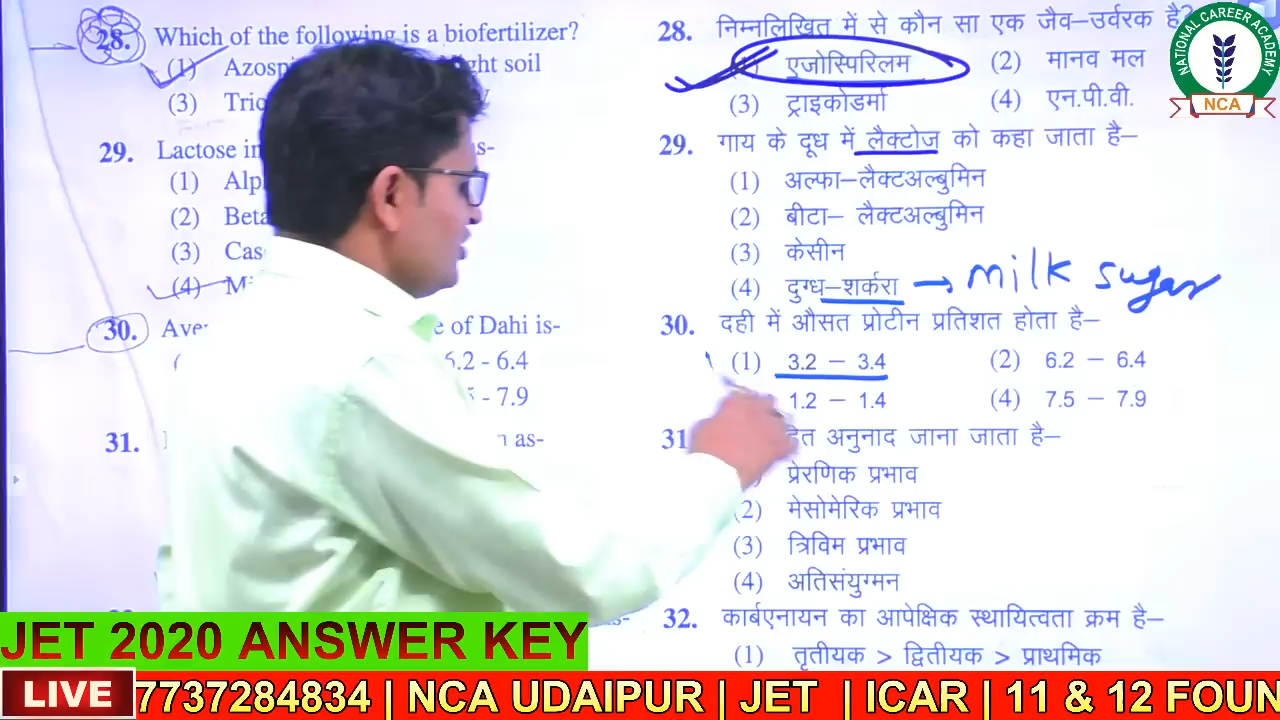 28. Which of the following is a biofertilizer?
(1) ght soil
(3)
29. Lactose in
(1)
(2) Beta
(3)
(4)
30. e of Dahi is-
6.2 - 6.4
- 7.9
31. as-
28. निम्नलिखित में से कौन सा एक जैव–उर्वरक है?
एजोस्पिरिलम (2) मानव मल
(3) ट्राइकोडर्मा (4) एन.पी.वी.
29. गाय के दूध में लैक्टोज को कहा जाता है–
(1) अल्फा–लैक्टअल्बुमिन
(2) बीटा– लैक्टअल्बुमिन
(3) केसीन
(4) दुग्ध–शर्करा → milk sugar
30. दही में औसत प्रोटीन प्रतिशत होता है–
(1) 3.2 – 3.4 (2) 6.2 – 6.4
1.2 – 1.4 (4) 7.5 – 7.9
31 अनुनाद जाना जाता है–
प्रेरणिक प्रभाव
(2) मेसोमेरिक प्रभाव
(3) त्रिविम प्रभाव
(4) अतिसंयुग्मन
32. कार्बएनायन का आपेक्षिक स्थायित्वता क्रम है–
(1) तृतीयक > द्वितीयक > प्राथमिक
NATIONAL CAREER ACADEMY
NCA
JET 2020 ANSWER KEY
LIVE 7737284834 | NCA UDAIPUR | JET | ICAR | 11 & 12 FOUN